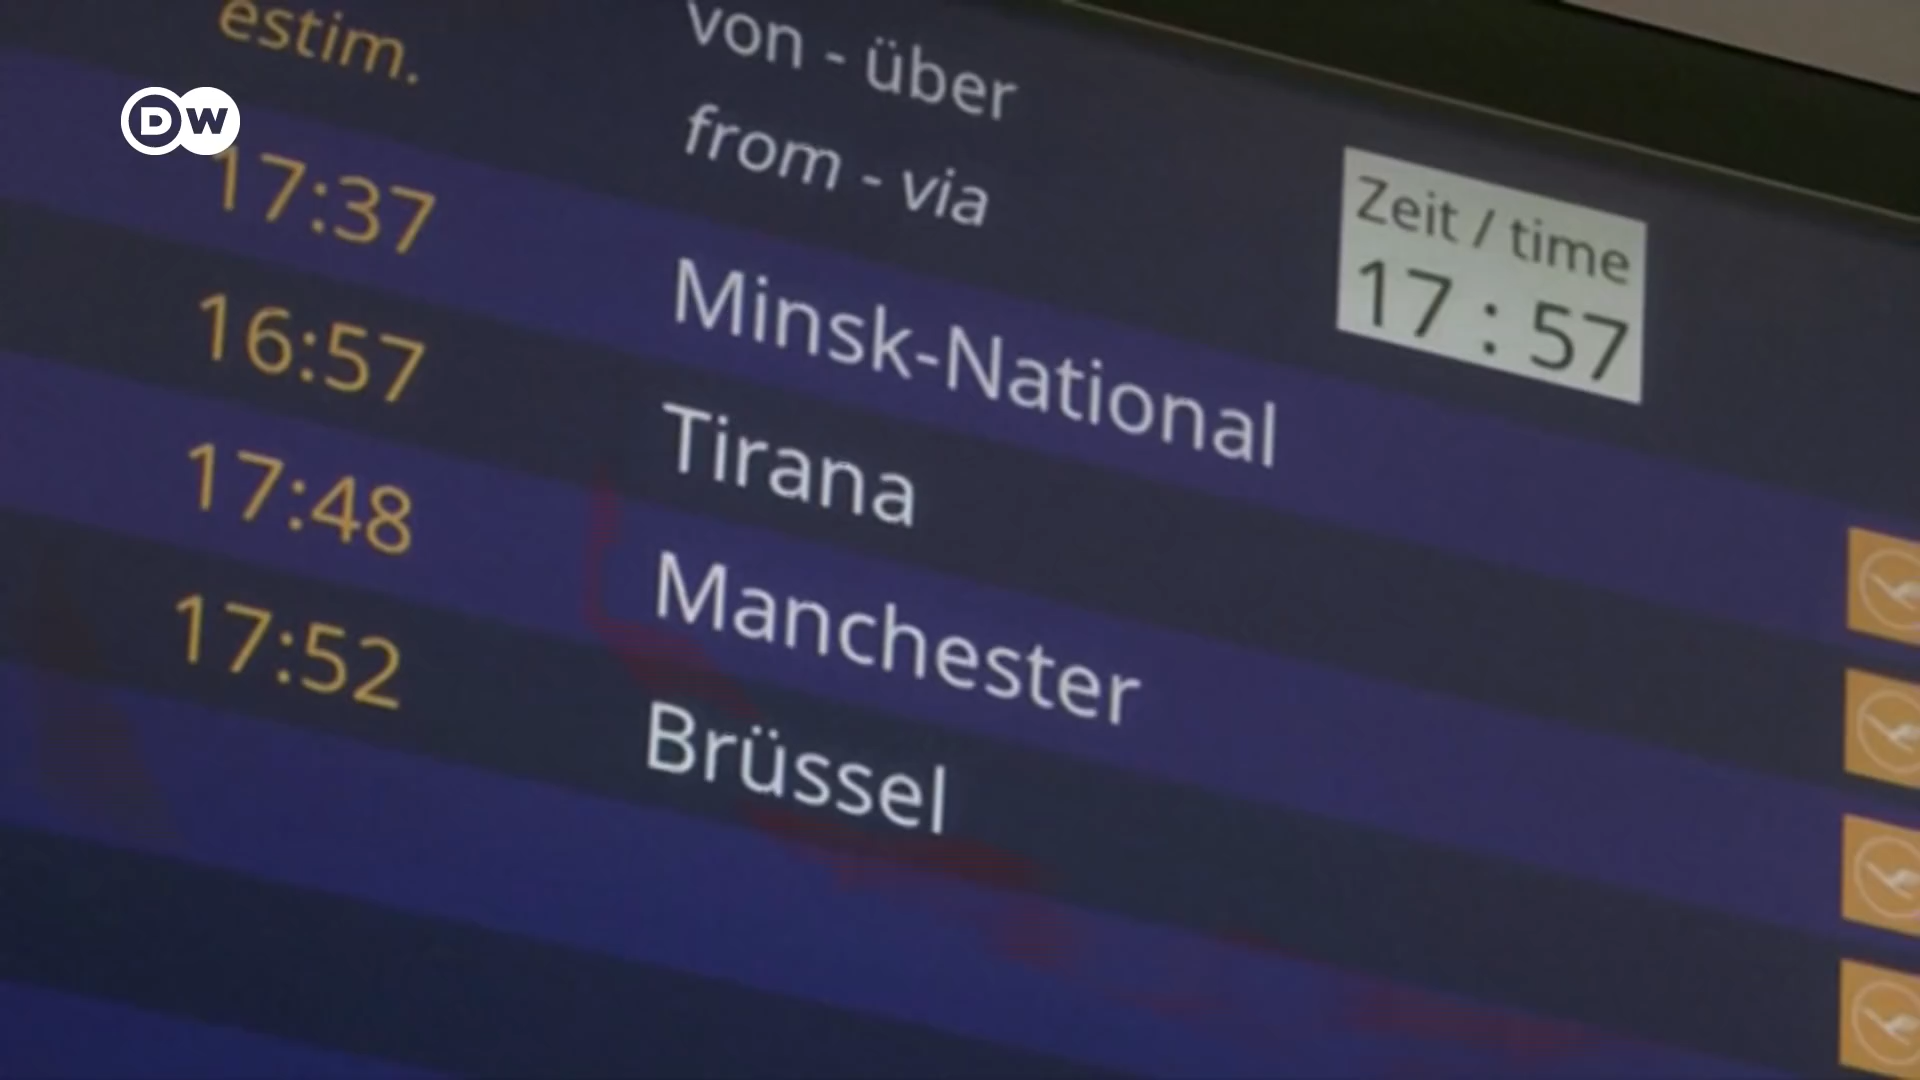 estim.
von - über
from - via
DW
Zeit / time
17 : 57
17:37 Minsk-National
16:57 Tirana
17:48 Manchester
17:52 Brüssel